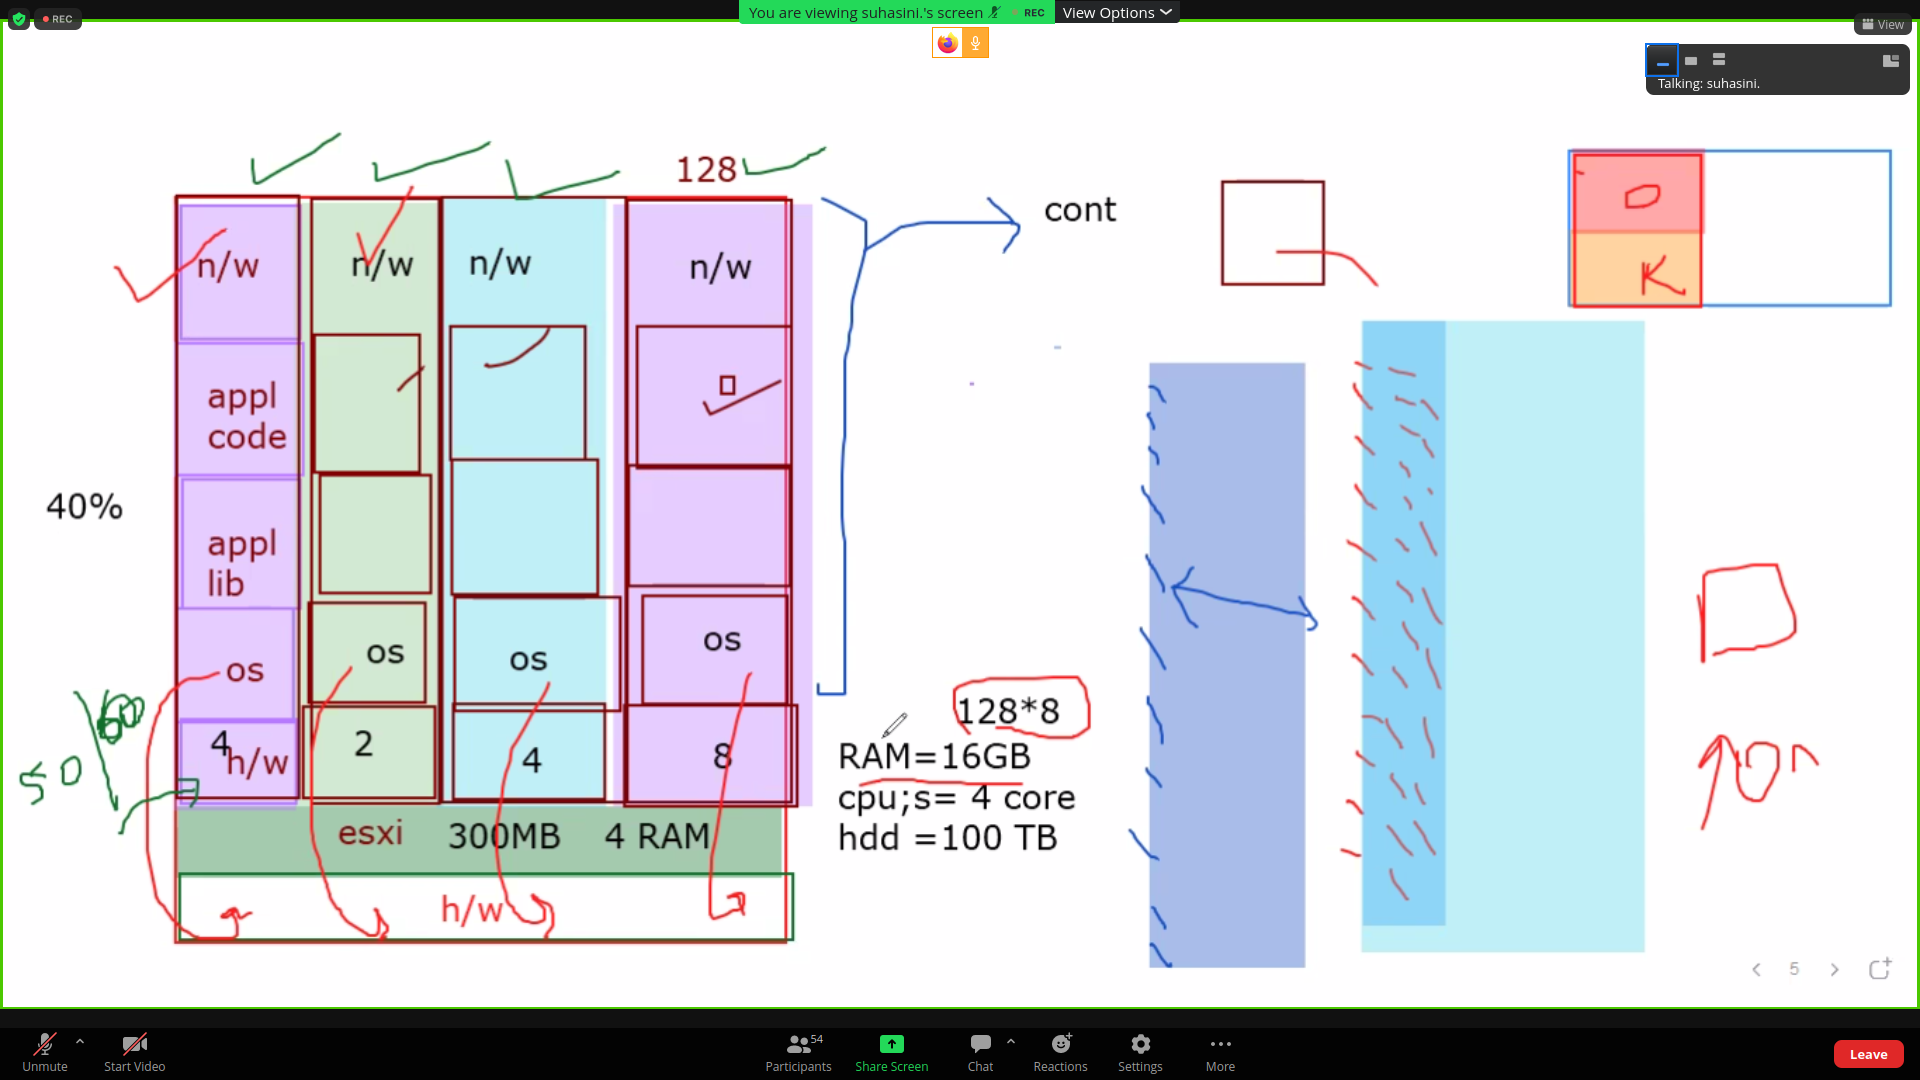 REC
You are viewing suhasini.'s screen
REC
View Options
View
Talking: suhasini.
128
cont
n/w
n/w
n/w
n/w
O
K
appl
code
40%
appl
lib
os
os
os
os
60
50
4
h/w
2
4
8
128*8
RAM=16GB
cpu;s= 4 core
hdd =100 TB
esxi
300MB
4 RAM
h/w
5
Unmute
Start Video
Participants
54
Share Screen
Chat
Reactions
Settings
More
Leave